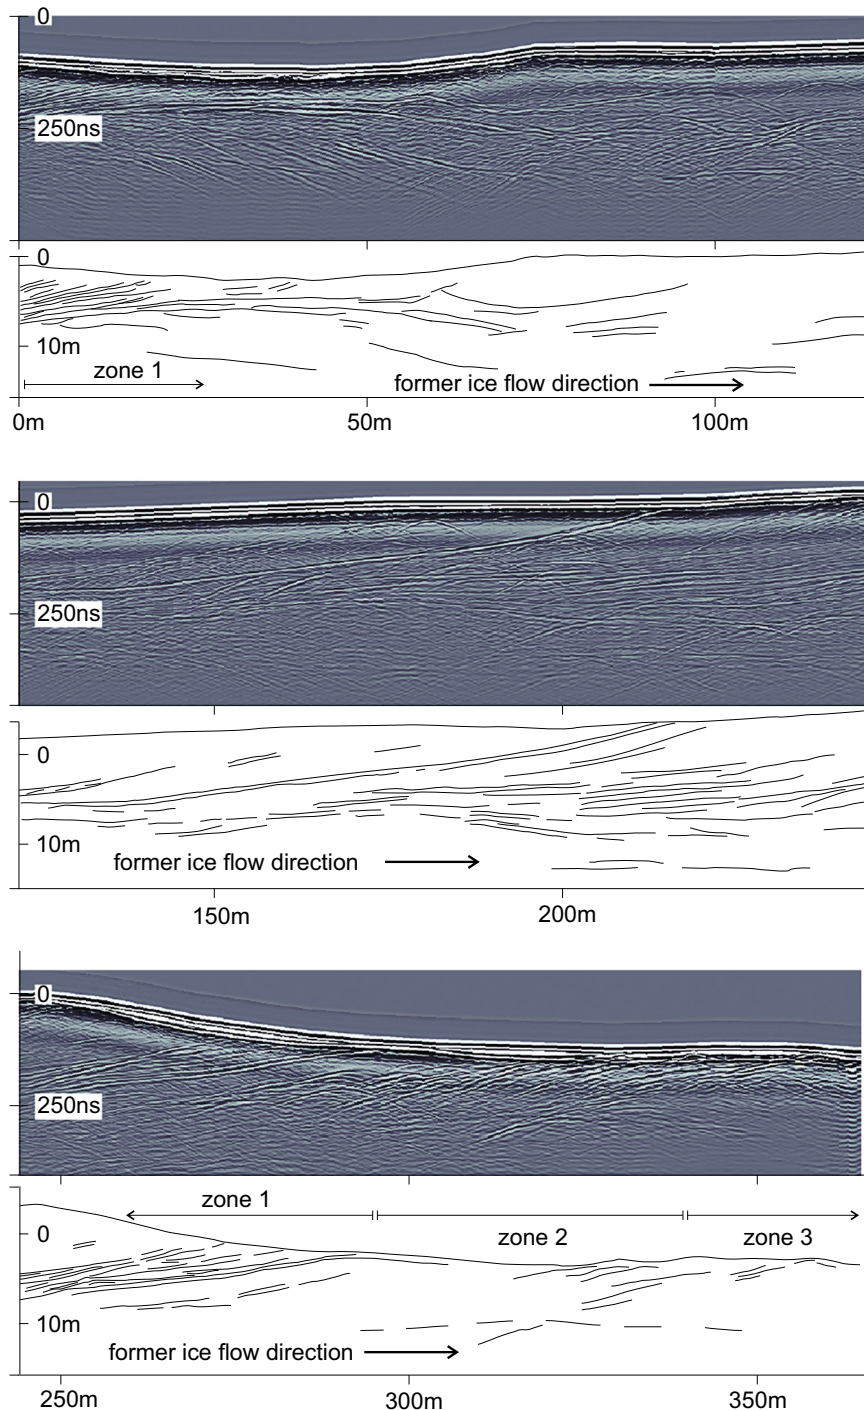 0
250ns
0
10m
zone 1
former ice flow direction
0m 50m 100m
0
250ns
0
10m
former ice flow direction
150m 200m
0
250ns
zone 1
0
zone 2 zone 3
10m
former ice flow direction
250m 300m 350m